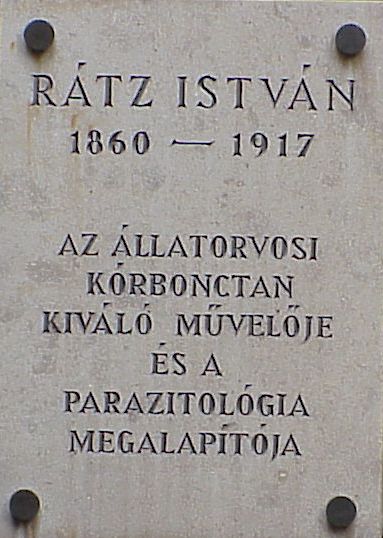 RÁTZ ISTVÁN
1860 — 1917
AZ ÁLLATORVOSI
KÓRBONCTAN
KIVÁLÓ MŰVELŐJE
ÉS A
PARAZITOLÓGIA
MEGALAPÍTÓJA